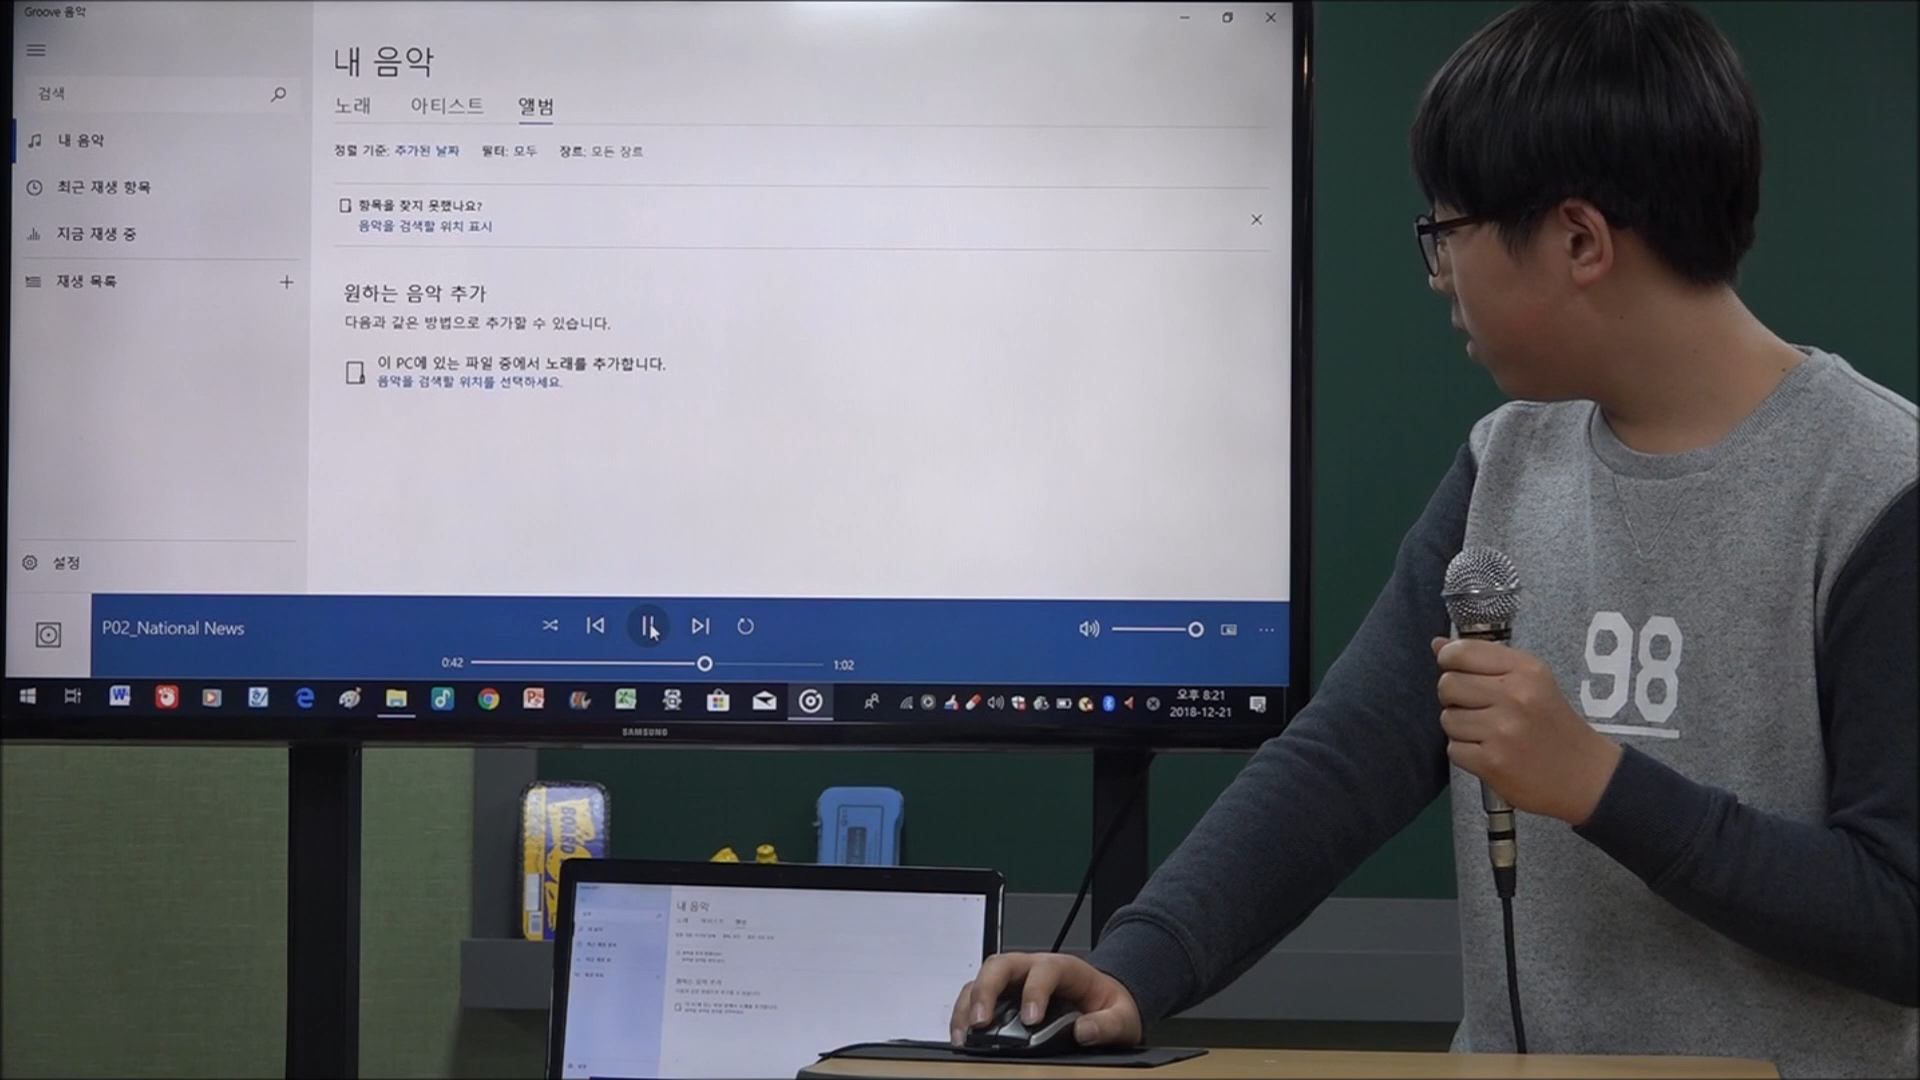 Groove 음악
검색
내 음악
최근 재생 항목
지금 재생 중
재생 목록
설정
내 음악
노래 아티스트 앨범
정렬 기준: 추가된 날짜 필터: 모두 장르: 모든 장르
항목을 찾지 못했나요?
음악을 검색할 위치 표시
원하는 음악 추가
다음과 같은 방법으로 추가할 수 있습니다.
이 PC에 있는 파일 중에서 노래를 추가합니다.
음악을 검색할 위치를 선택하세요.
P02_National News
0:42 1:02
오후 8:21
2018-12-21
SAMSUNG
98
BOARD
내 음악